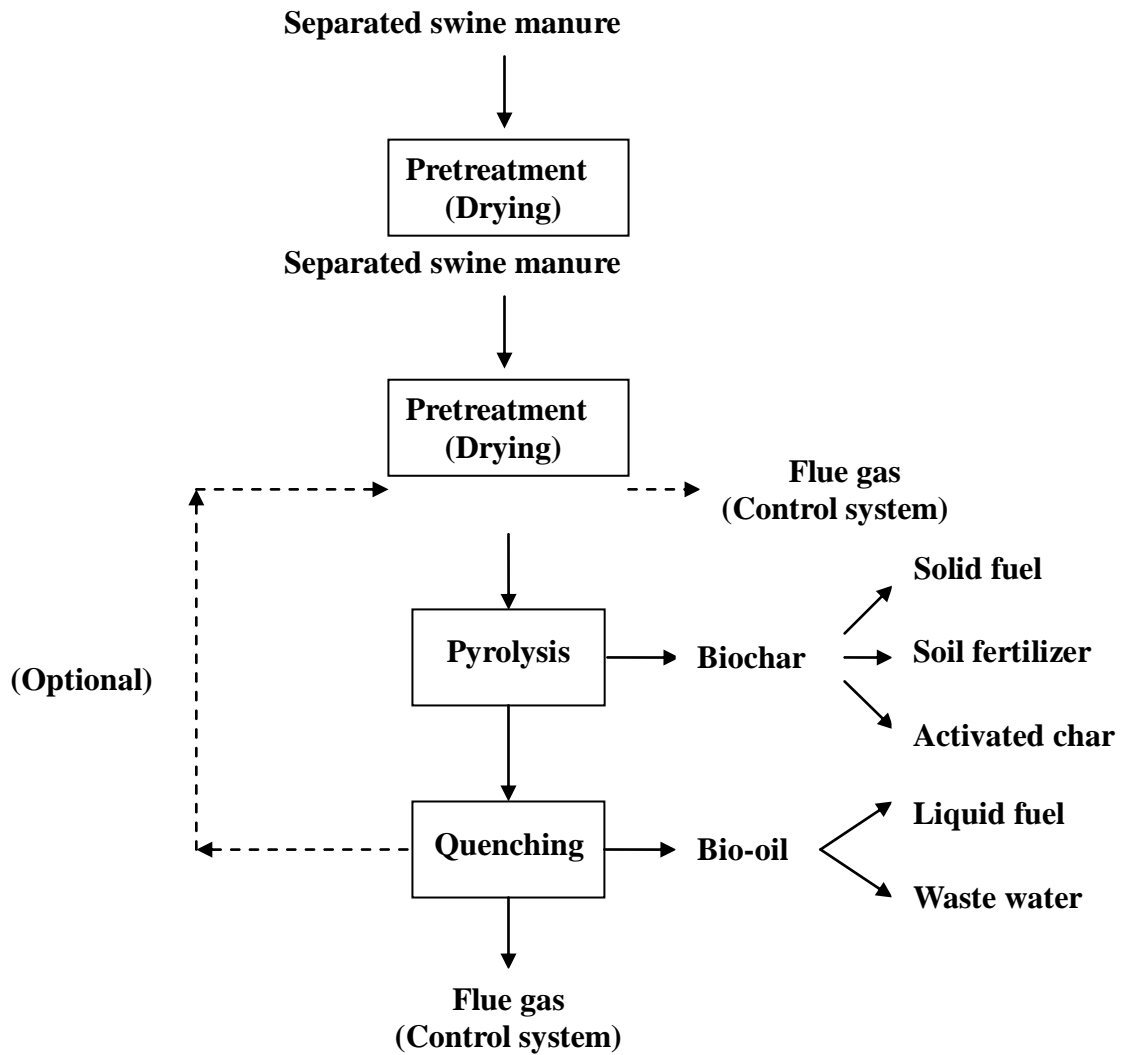 Separated swine manure
Pretreatment
(Drying)
Separated swine manure
Pretreatment
(Drying)
Flue gas
(Control system)
Solid fuel
Pyrolysis
Biochar
Soil fertilizer
(Optional)
Activated char
Liquid fuel
Quenching
Bio-oil
Waste water
Flue gas
(Control system)